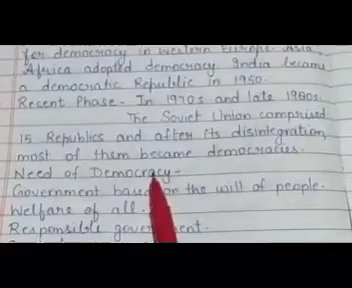 for democracy in Western Europe. Asia,
Africa adopted democracy. India became
a democratic Republic in 1950.
Recent Phase - In 1970s and late 1980s.
The Soviet Union comprised
15 Republics and after its disintegration,
most of them became democracies.
Need of Democracy -
Government based on the will of people.
Welfare of all.
Responsible government.